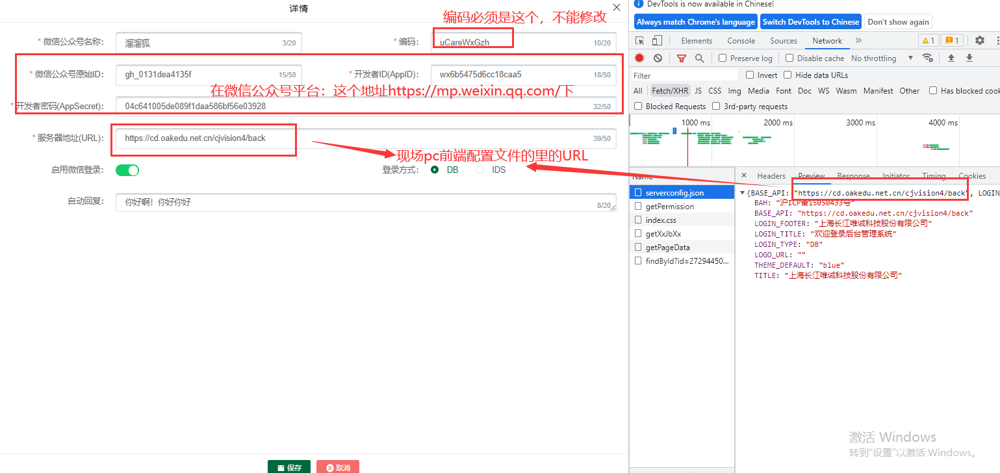 详情
编码必须是这个，不能修改
* 微信公众号名称: 溜溜狐 3/20 * 编码: uCareWxGzh 10/20
* 微信公众号原始ID: gh_0131dea4135f 15/50 * 开发者ID(AppID): wx6b5475d6cc18caa5 18/50
在微信公众号平台：这个地址https://mp.weixin.qq.com/下
* 开发者密码(AppSecret): 04c641005de089f1daa586bf56e03928 32/50
* 服务器地址(URL): https://cd.oakedu.net.cn/cjvision4/back 39/50
现场pc前端配置文件的里的URL
启用微信登录: 登录方式: DB IDS
自动回复: 你好啊！你好你好 8/20
保存 取消
DevTools is now available in Chinese!
Always match Chrome's language Switch DevTools to Chinese Don't show again
Elements Console Sources Network » 1 1
Preserve log Disable cache No throttling
Filter Invert Hide data URLs
All Fetch/XHR JS CSS Img Media Font Doc WS Wasm Manifest Other Has blocked cook
Blocked Requests 3rd-party requests
1000 ms 2000 ms 3000 ms 4000 ms
Name
serverconfig.json
getPermission
index.css
getXxJbXx
getPageData
findById?id=27294450...
× Headers Preview Response Initiator Timing Cookies
{BASE_API: "https://cd.oakedu.net.cn/cjvision4/back", LOGIN_
BAH: "沪ICP备15050433号"
BASE_API: "https://cd.oakedu.net.cn/cjvision4/back"
LOGIN_FOOTER: "上海长江唯诚科技股份有限公司"
LOGIN_TITLE: "欢迎登录后台管理系统"
LOGIN_TYPE: "DB"
LOGO_URL: ""
THEME_DEFAULT: "blue"
TITLE: "上海长江唯诚科技股份有限公司"
激活 Windows
转到“设置”以激活 Windows。